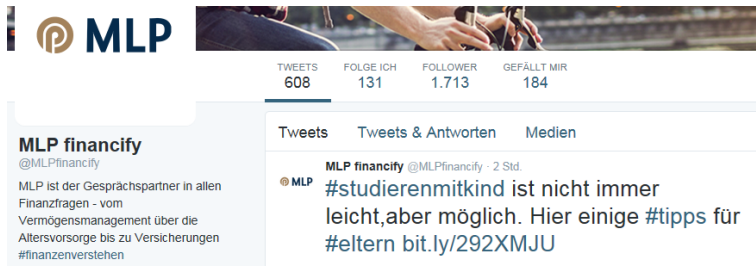 MLP
TWEETS FOLGE ICH FOLLOWER GEFÄLLT MIR
608 131 1.713 184
MLP financify
@MLPfinancify
MLP ist der Gesprächspartner in allen
Finanzfragen - vom
Vermögensmanagement über die
Altersvorsorge bis zu Versicherungen
#finanzenverstehen
Tweets Tweets & Antworten Medien
MLP financify @MLPfinancify · 2 Std.
MLP
#studierenmitkind ist nicht immer
leicht,aber möglich. Hier einige #tipps für
#eltern bit.ly/292XMJU